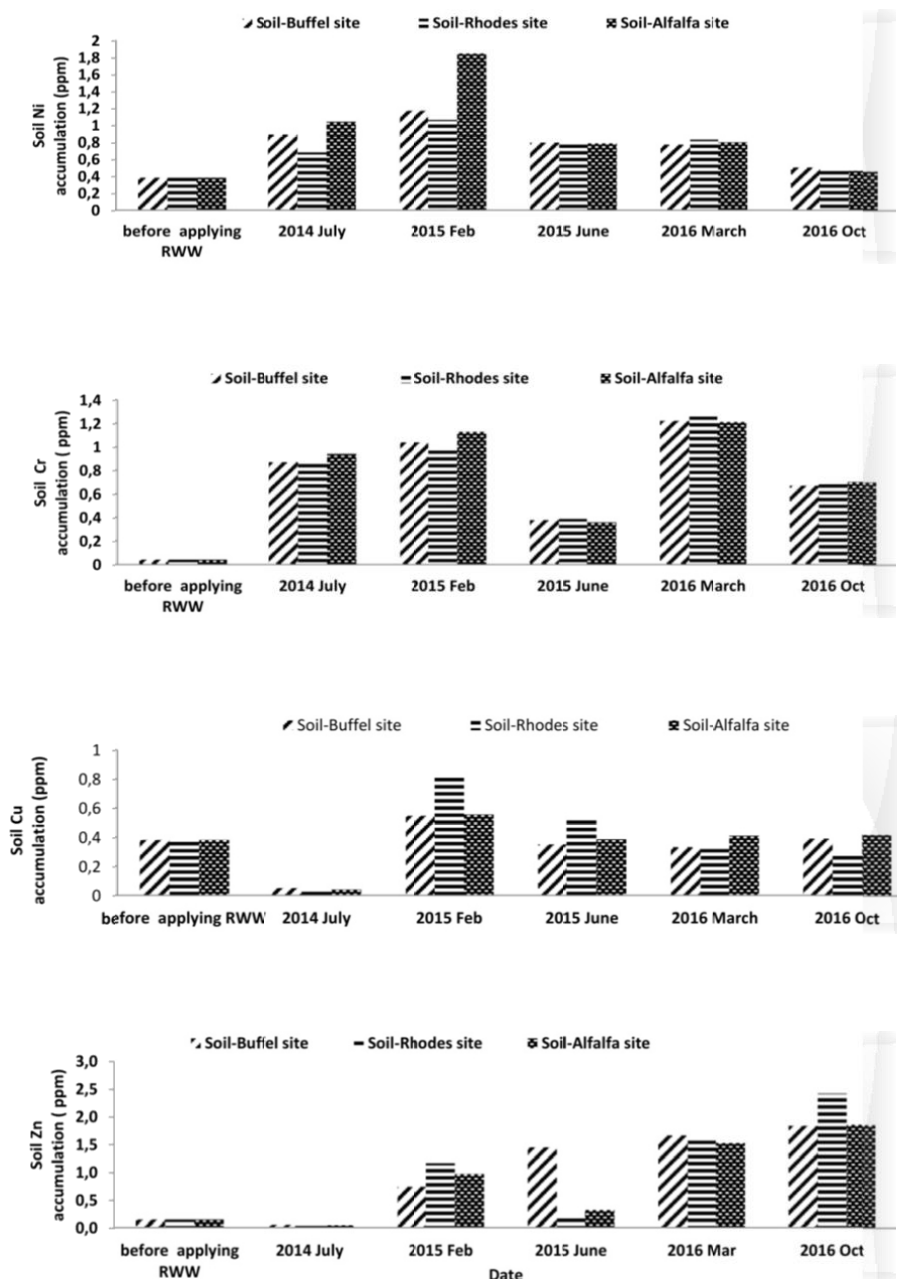 Soil-Buffel site Soil-Rhodes site Soil-Alfalfa site
Soil Ni
accumulation (ppm)
2
1,8
1,6
1,4
1,2
1
0,8
0,6
0,4
0,2
0
before applying RWW 2014 July 2015 Feb 2015 June 2016 March 2016 Oct
Soil-Buffel site Soil-Rhodes site Soil-Alfalfa site
Soil Cr
accumulation ( ppm)
1,4
1,2
1
0,8
0,6
0,4
0,2
0
before applying RWW 2014 July 2015 Feb 2015 June 2016 March 2016 Oct
Soil-Buffel site Soil-Rhodes site Soil-Alfalfa site
Soil Cu
accumulation (ppm)
1
0,8
0,6
0,4
0,2
0
before applying RWW 2014 July 2015 Feb 2015 June 2016 March 2016 Oct
Soil-Buffel site Soil-Rhodes site Soil-Alfalfa site
Soil Zn
accumulation ( ppm)
3,0
2,5
2,0
1,5
1,0
0,5
0,0
before applying RWW 2014 July 2015 Feb 2015 June 2016 Mar 2016 Oct
Date